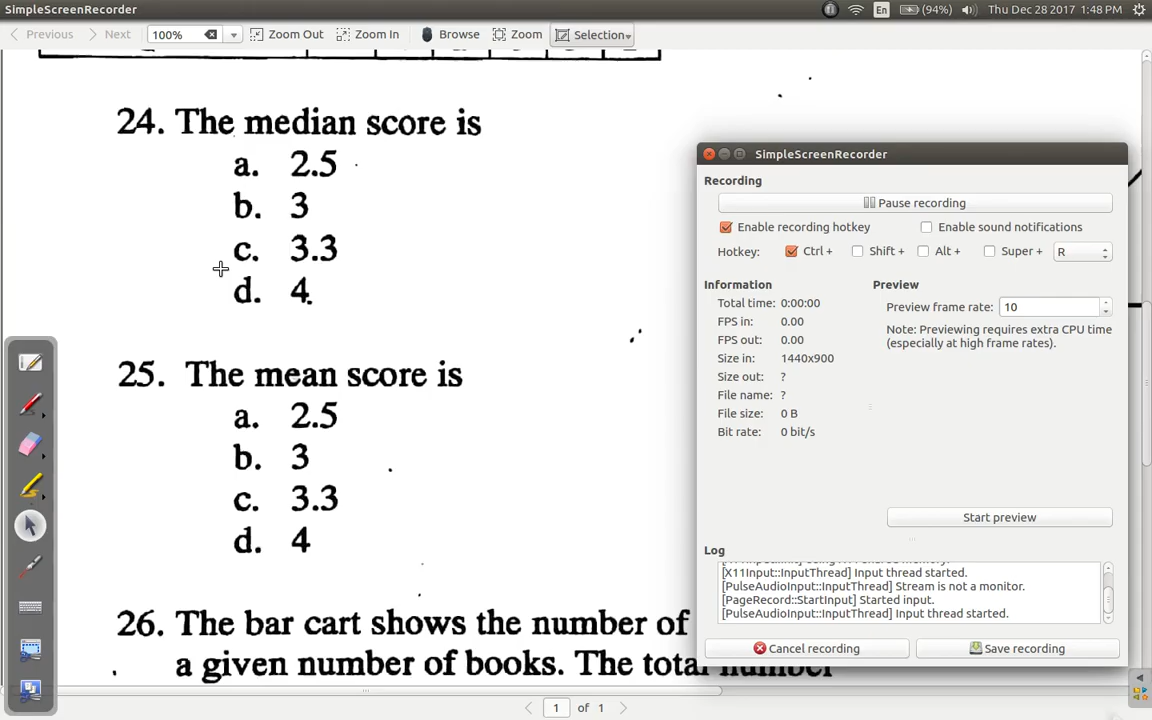 SimpleScreenRecorder
En
(94%)
Thu Dec 28 2017 1:48 PM
Previous
Next
100%
Zoom Out
Zoom In
Browse
Zoom
Selection
24. The median score is
a. 2.5
b. 3
c. 3.3
d. 4
25. The mean score is
a. 2.5
b. 3
c. 3.3
d. 4
26. The bar cart shows the number of
a given number of books. The total number
SimpleScreenRecorder
Recording
Pause recording
Enable recording hotkey
Enable sound notifications
Hotkey: Ctrl + Shift + Alt + Super + R
Information
Total time: 0:00:00
FPS in: 0.00
FPS out: 0.00
Size in: 1440x900
Size out: ?
File name: ?
File size: 0 B
Bit rate: 0 bit/s
Preview
Preview frame rate: 10
Note: Previewing requires extra CPU time
(especially at high frame rates).
Start preview
Log
[X11Input::InputThread] Input thread started.
[PulseAudioInput::InputThread] Stream is not a monitor.
[PageRecord::StartInput] Started input.
[PulseAudioInput::InputThread] Input thread started.
Cancel recording
Save recording
1 of 1